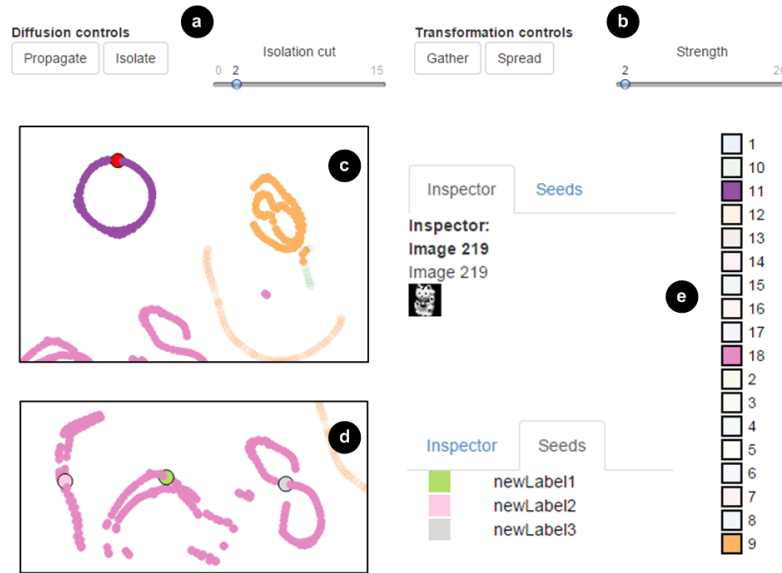 a
b
Diffusion controls
Transformation controls
Propagate
Isolate
Isolation cut
0 2 15
Gather
Spread
Strength
2 20
c
Inspector
Seeds
Inspector:
Image 219
Image 219
e
1
10
11
12
13
14
15
16
17
18
2
3
4
5
6
7
8
9
d
Inspector
Seeds
newLabel1
newLabel2
newLabel3